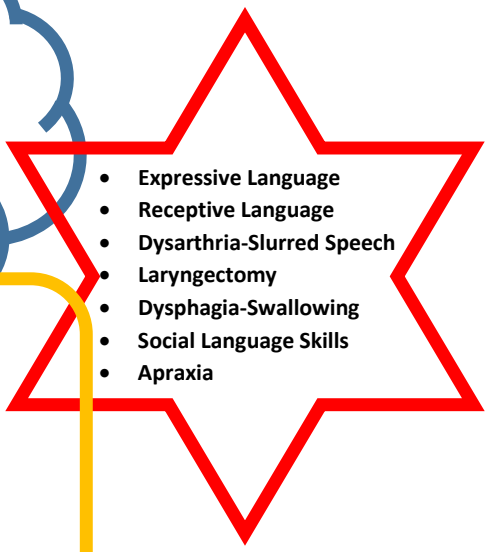 • Expressive Language
• Receptive Language
• Dysarthria-Slurred Speech
• Laryngectomy
• Dysphagia-Swallowing
• Social Language Skills
• Apraxia